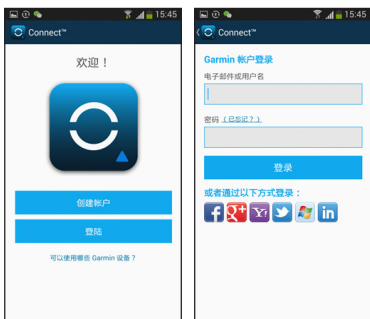 15:45
Connect™
欢迎！
创建帐户
登陆
可以使用哪些 Garmin 设备？
15:45
Connect™
Garmin 帐户登录
电子邮件或用户名
密码 （已忘记？）
登录
或者通过以下方式登录：